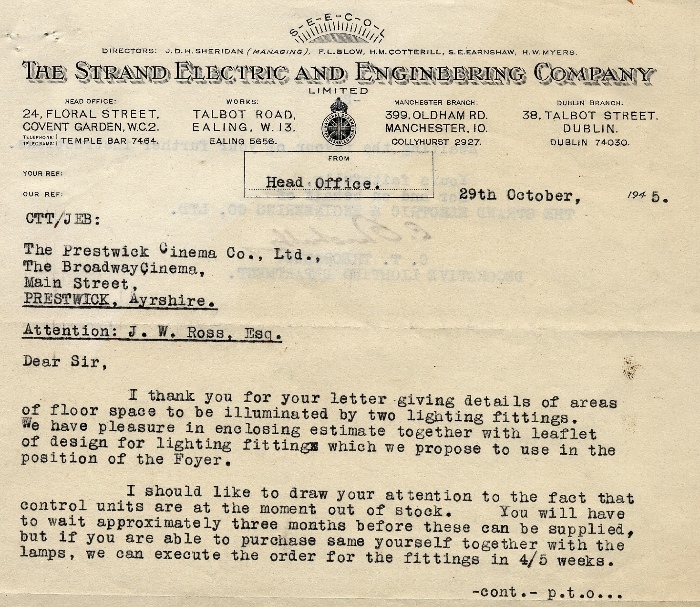 S-E-E-C-O-L
DIRECTORS: J.D.H. SHERIDAN (MANAGING), P.L. BLOW, H.M. COTTERILL, S.E. EARNSHAW, H.W. MYERS.
THE STRAND ELECTRIC AND ENGINEERING COMPANY
LIMITED
HEAD OFFICE:
24, FLORAL STREET,
COVENT GARDEN, W.C.2.
TELEPHONE: TELEGRAMS: TEMPLE BAR 7464.
WORKS:
TALBOT ROAD,
EALING, W.13.
EALING 5656.
MANCHESTER BRANCH.
399, OLDHAM RD.
MANCHESTER, 10.
COLLYHURST 2927.
DUBLIN BRANCH.
38, TALBOT STREET,
DUBLIN.
DUBLIN 74030.
FROM
Head Office.
YOUR REF:
OUR REF:
29th October, 1945.
CTT/JEB:
The Prestwick Cinema Co., Ltd.,
The BroadwayCinema,
Main Street,
PRESTWICK, Ayrshire.
Attention: J. W. Ross, Esq.
Dear Sir,
I thank you for your letter giving details of areas
of floor space to be illuminated by two lighting fittings.
We have pleasure in enclosing estimate together with leaflet
of design for lighting fittings which we propose to use in the
position of the Foyer.
I should like to draw your attention to the fact that
control units are at the moment out of stock. You will have
to wait approximately three months before these can be supplied,
but if you are able to purchase same yourself together with the
lamps, we can execute the order for the fittings in 4/5 weeks.
-cont.- p.t.o...